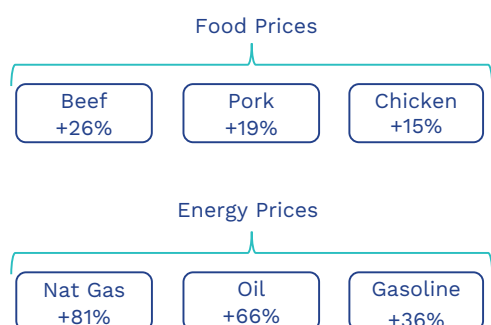 Food Prices
Beef
+26%
Pork
+19%
Chicken
+15%
Energy Prices
Nat Gas
+81%
Oil
+66%
Gasoline
+36%